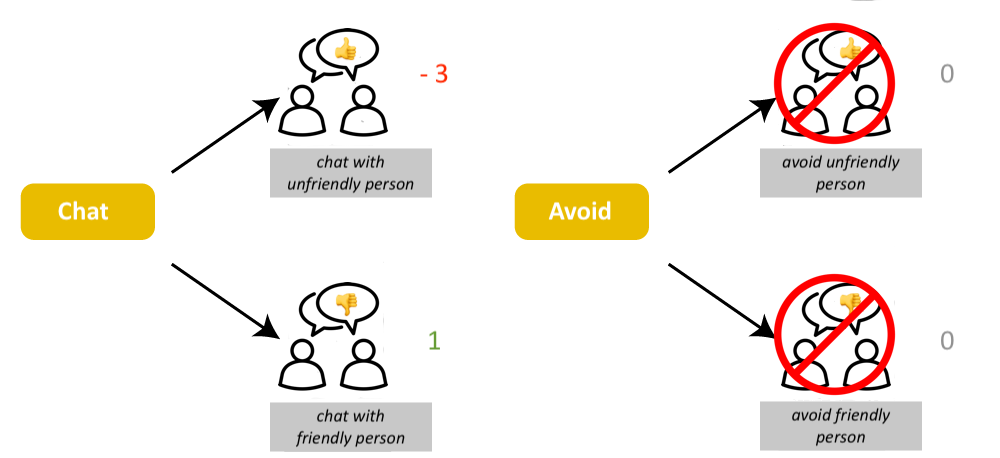 - 3
0
chat with
unfriendly person
avoid unfriendly
person
Chat
Avoid
1
0
chat with
friendly person
avoid friendly
person